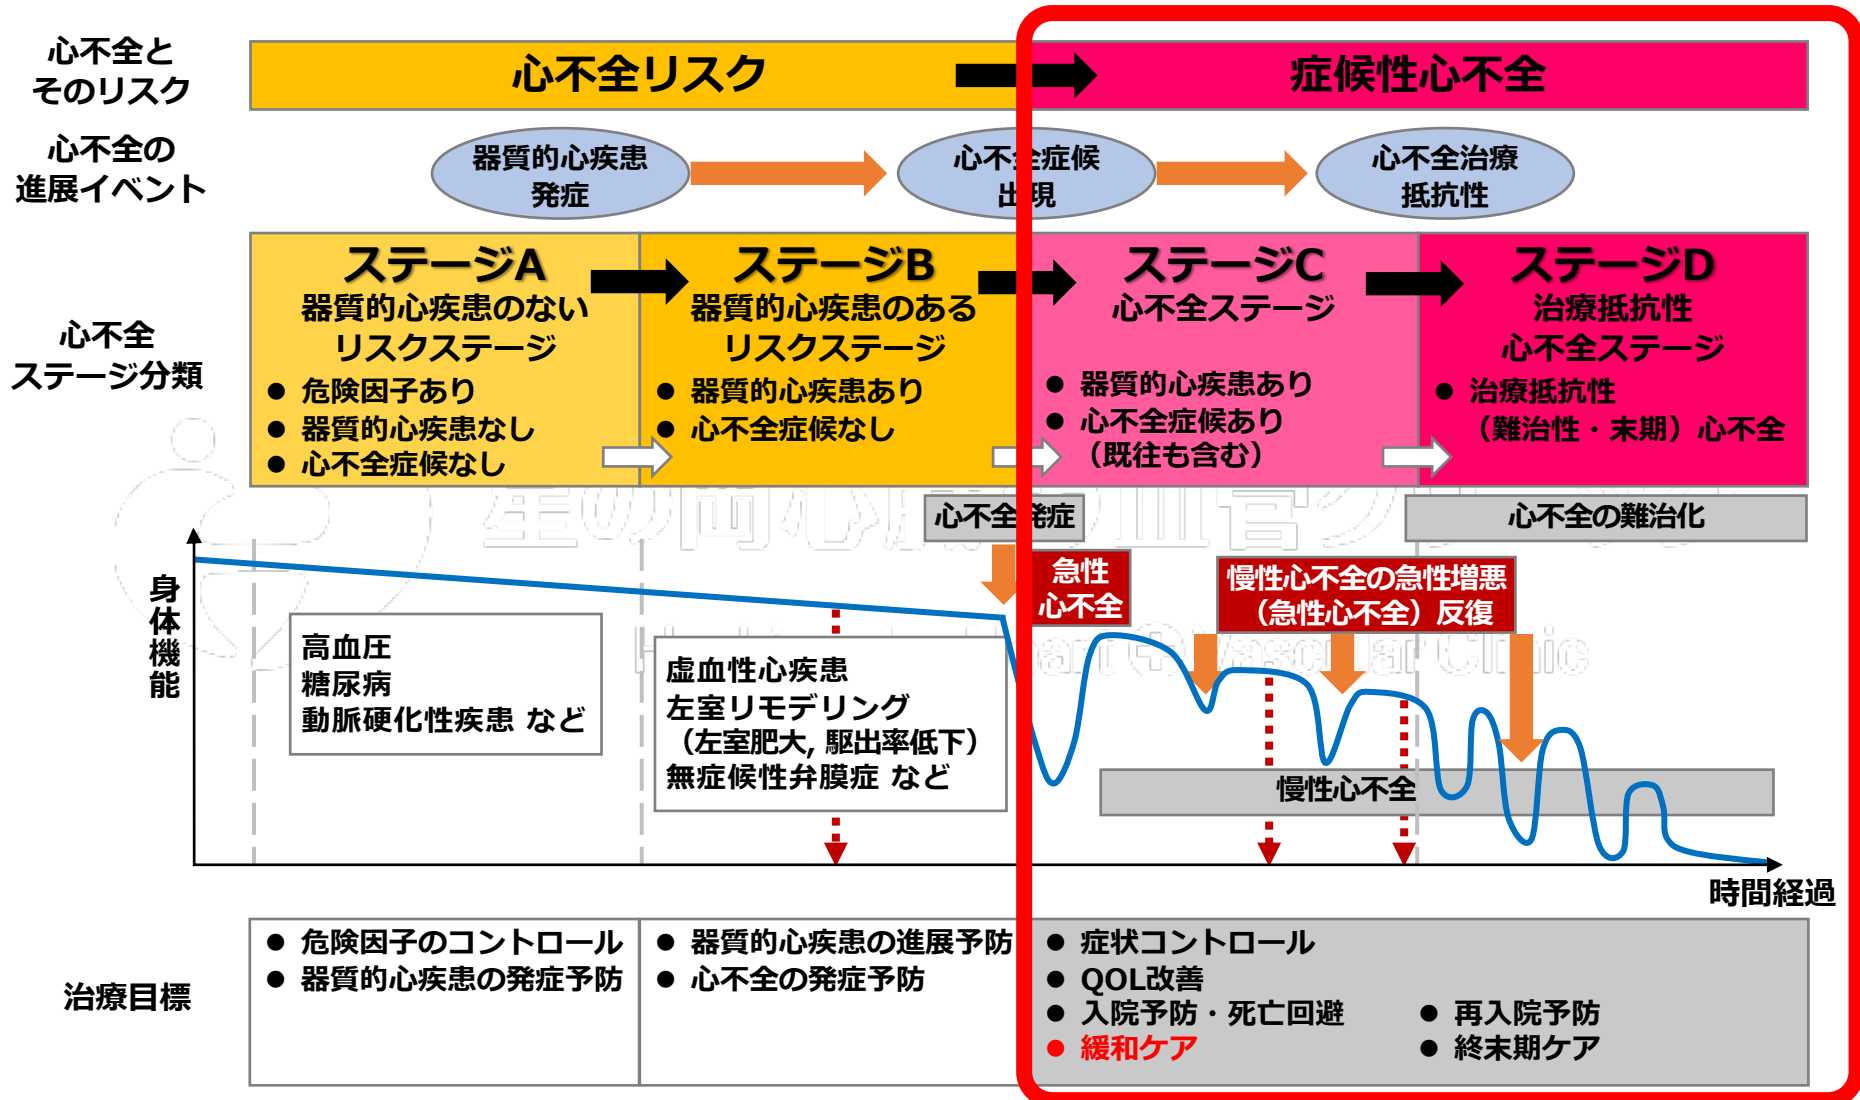 心不全と
そのリスク
心不全リスク
症候性心不全
心不全の
進展イベント
器質的心疾患
発症
心不全症候
出現
心不全治療
抵抗性
心不全
ステージ分類
ステージA
器質的心疾患のない
リスクステージ
● 危険因子あり
● 器質的心疾患なし
● 心不全症候なし
ステージB
器質的心疾患のある
リスクステージ
● 器質的心疾患あり
● 心不全症候なし
ステージC
心不全ステージ
● 器質的心疾患あり
● 心不全症候あり
（既往も含む）
ステージD
治療抵抗性
心不全ステージ
● 治療抵抗性
（難治性・末期）心不全
心不全発症
心不全の難治化
身体機能
急性
心不全
慢性心不全の急性増悪
（急性心不全）反復
高血圧
糖尿病
動脈硬化性疾患 など
虚血性心疾患
左室リモデリング
（左室肥大, 駆出率低下）
無症候性弁膜症 など
慢性心不全
時間経過
治療目標
● 危険因子のコントロール
● 器質的心疾患の発症予防
● 器質的心疾患の進展予防
● 心不全の発症予防
● 症状コントロール
● QOL改善
● 入院予防・死亡回避
● 緩和ケア
● 再入院予防
● 終末期ケア
Vascular Clinic